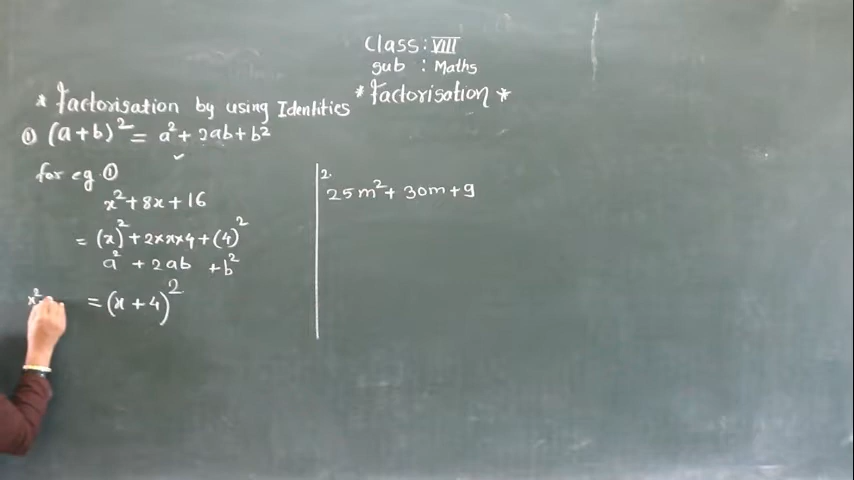 Class: VIII
Sub : Maths
* Factorisation *
* Factorisation by using Identities
① (a+b)² = a² + 2ab + b²
for eg ①
x² + 8x + 16
= (x)² + 2×x×4 + (4)²
a² + 2ab + b²
= (x + 4)²
x²
2.
25m² + 30m + 9